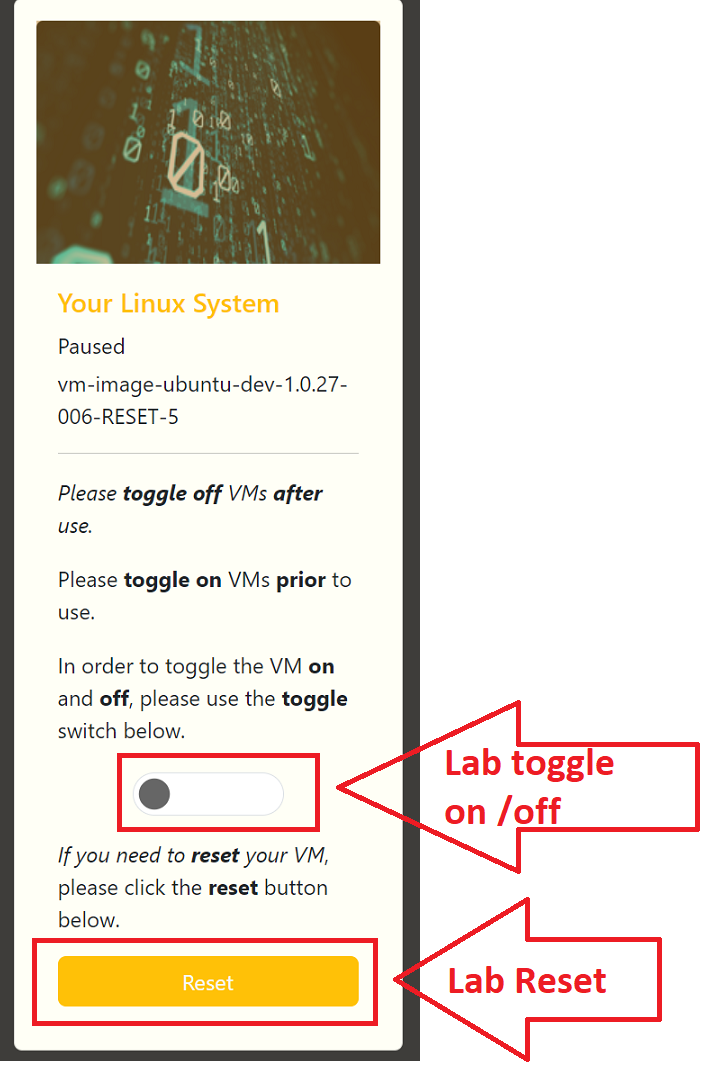 Your Linux System
Paused
vm-image-ubuntu-dev-1.0.27-
006-RESET-5
Please toggle off VMs after
use.
Please toggle on VMs prior to
use.
In order to toggle the VM on
and off, please use the toggle
switch below.
Lab toggle
on /off
If you need to reset your VM,
please click the reset button
below.
Reset
Lab Reset